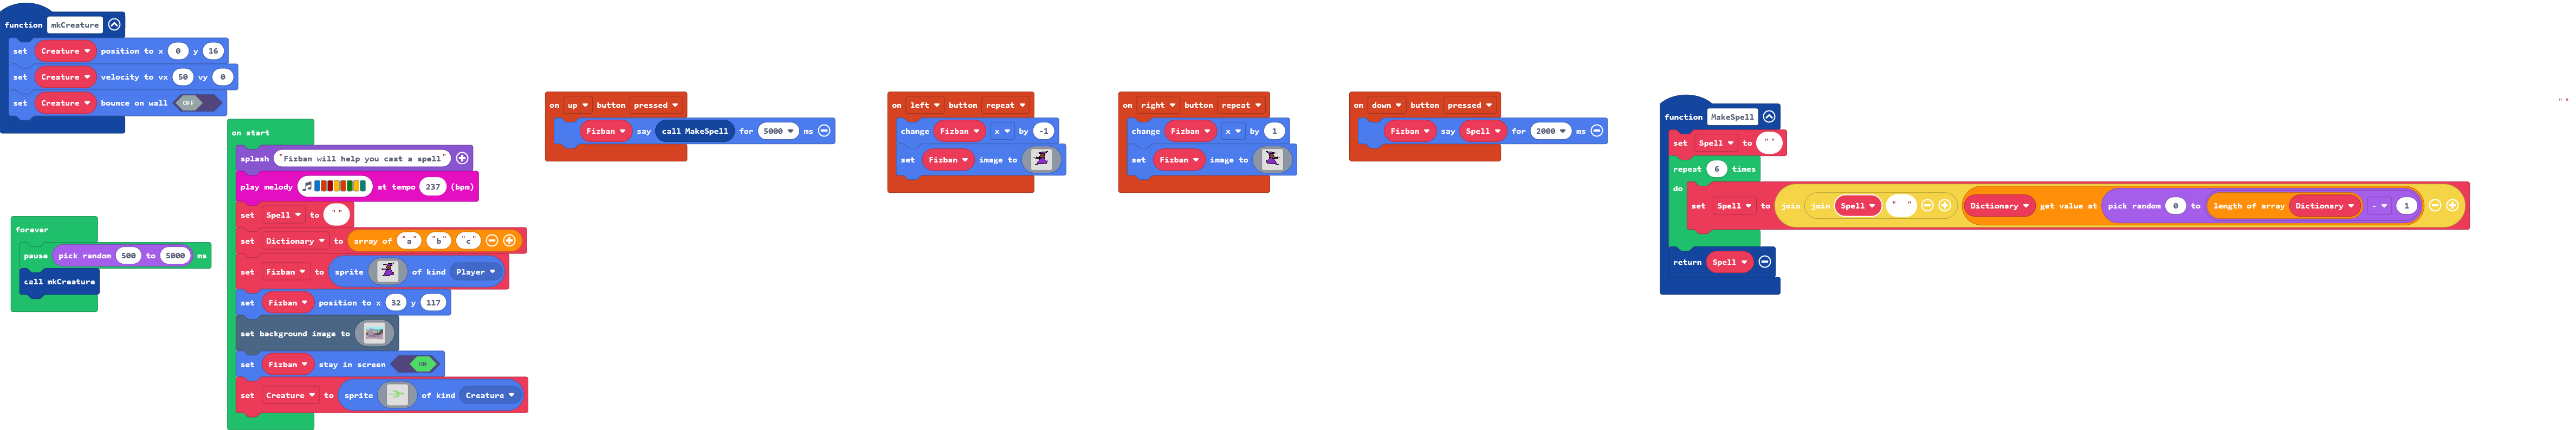 function mkCreature
set Creature position to x 0 y 16
set Creature velocity to vx 50 vy 0
set Creature bounce on wall OFF
forever
pause pick random 500 to 5000 ms
call mkCreature
on start
splash "Fizban will help you cast a spell"
play melody at tempo 237 (bpm)
set Spell to ""
set Dictionary to array of "a" "b" "c"
set Fizban to sprite of kind Player
set Fizban position to x 32 y 117
set background image to
set Fizban stay in screen ON
set Creature to sprite of kind Creature
on up button pressed
Fizban say call MakeSpell for 5000 ms
on left button repeat
change Fizban x by -1
set Fizban image to
on right button repeat
change Fizban x by 1
set Fizban image to
on down button pressed
Fizban say Spell for 2000 ms
function MakeSpell
set Spell to ""
repeat 6 times
do
set Spell to join join Spell " " Dictionary get value at pick random 0 to length of array Dictionary - 1
return Spell
""